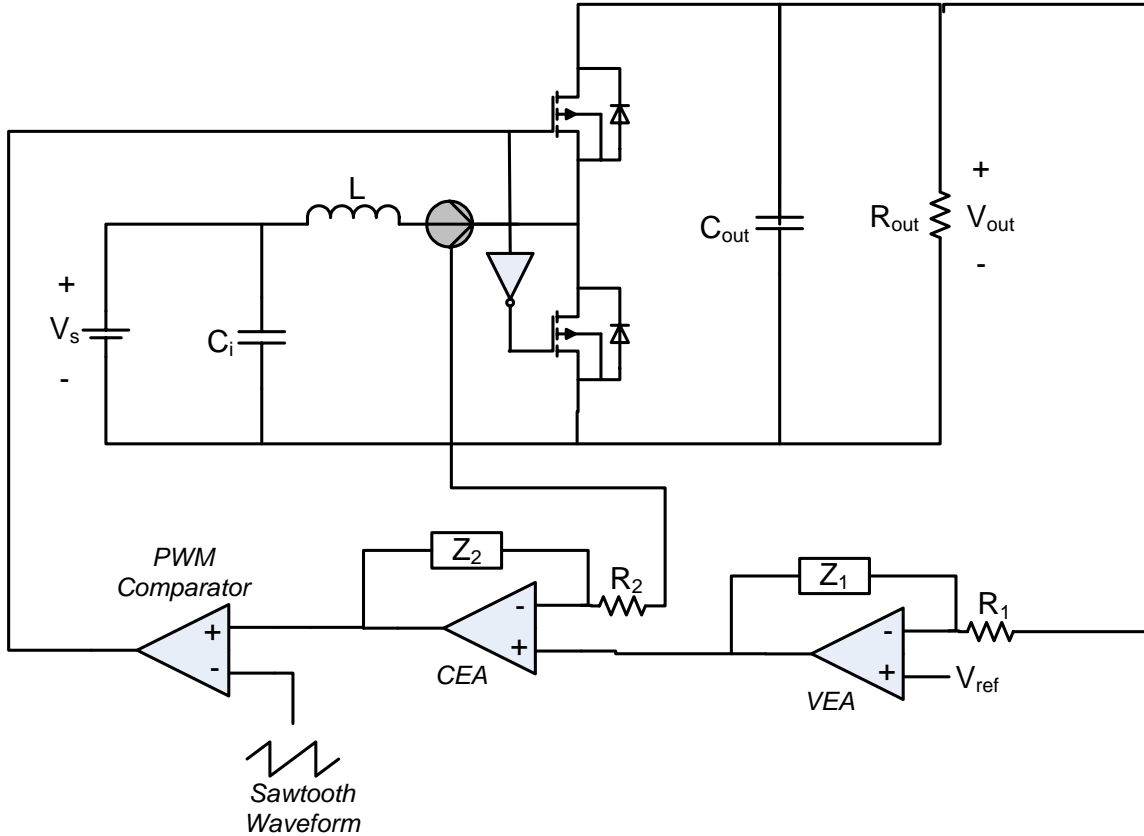 L
+
V_s
-
C_i
C_out
R_out
+
V_out
-
PWM
Comparator
+
-
Z_2
R_2
-
+
CEA
Z_1
R_1
-
+
V_ref
VEA
Sawtooth
Waveform